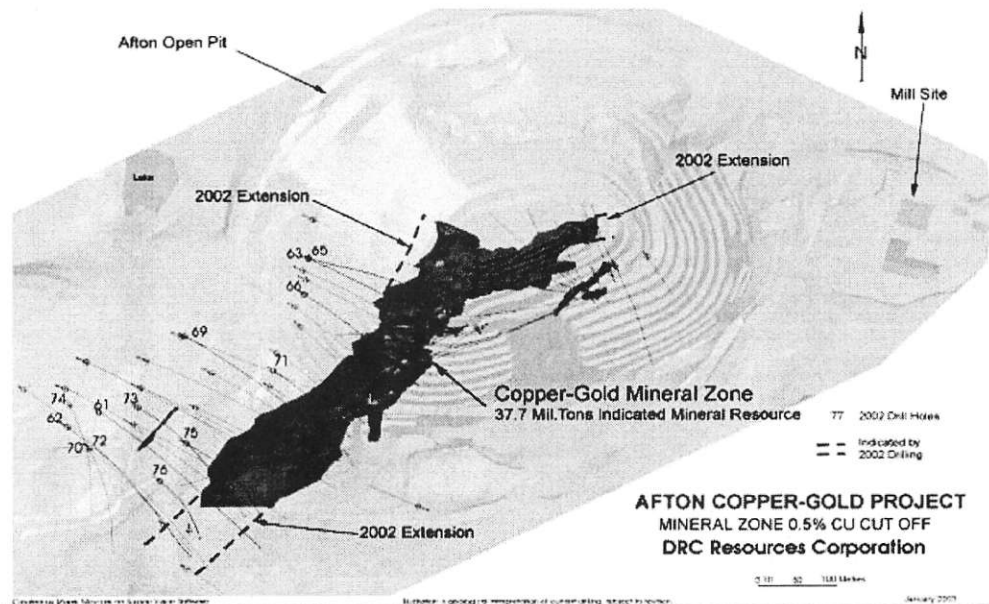 Afton Open Pit
N
Mill Site
Lake
2002 Extension
2002 Extension
63
65
66
69
71
74
61
73
62
70
72
75
76
Copper-Gold Mineral Zone
37.7 Mil.Tons Indicated Mineral Resource
77 2002 Drill Holes
Indicated by
2002 Drilling
2002 Extension
AFTON COPPER-GOLD PROJECT
MINERAL ZONE 0.5% CU CUT OFF
DRC Resources Corporation
50 100 Metres
January 2003